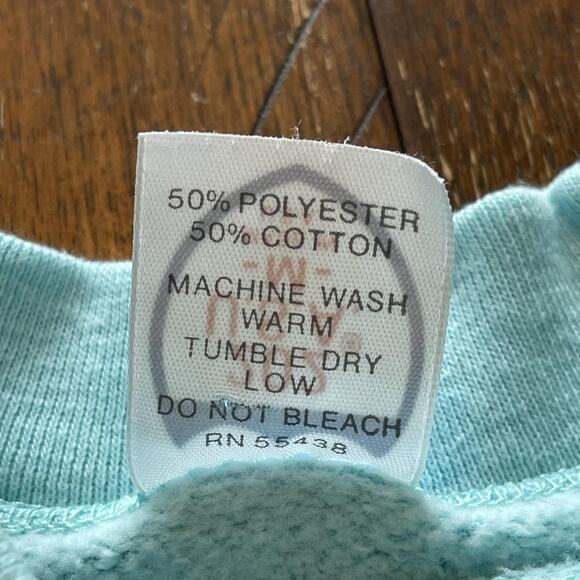 50% POLYESTER
50% COTTON
MACHINE WASH
WARM
TUMBLE DRY
LOW
DO NOT BLEACH
RN 55438